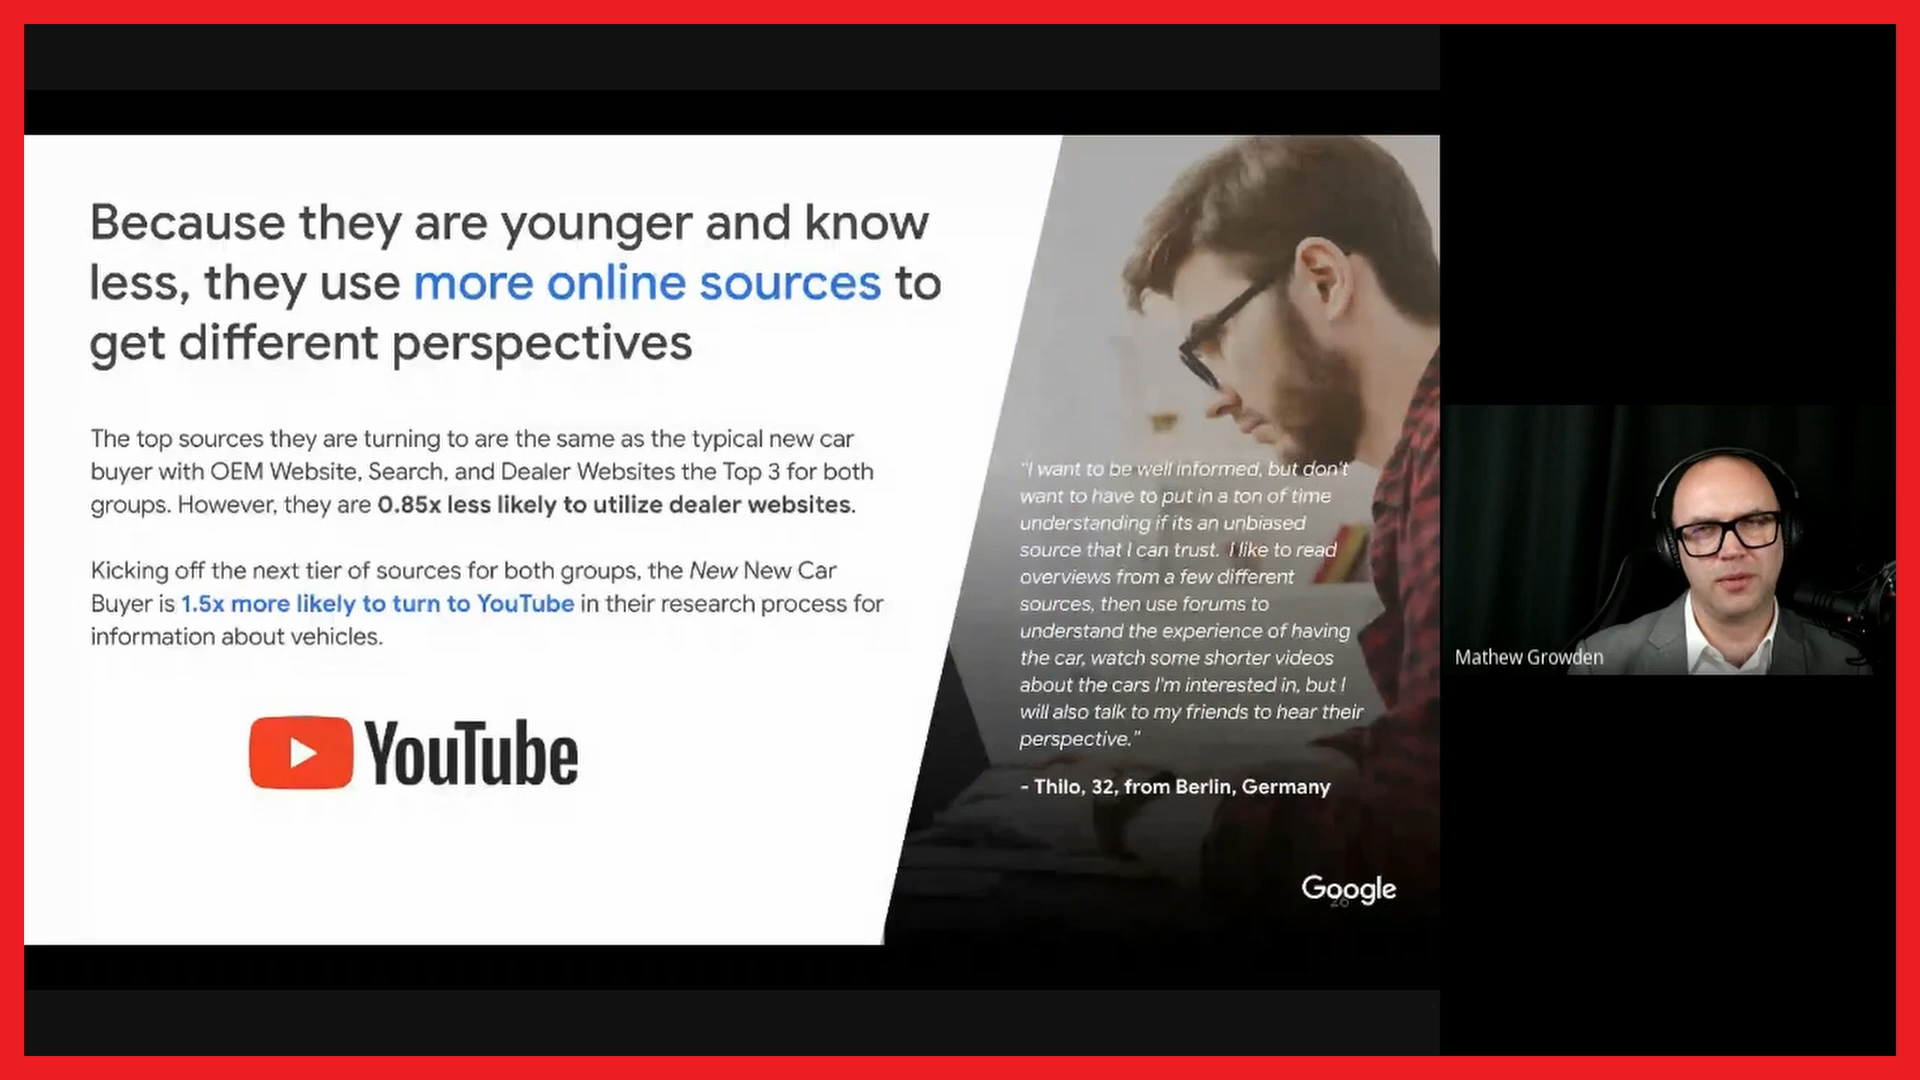 Because they are younger and know
less, they use more online sources to
get different perspectives
The top sources they are turning to are the same as the typical new car
buyer with OEM Website, Search, and Dealer Websites the Top 3 for both
groups. However, they are 0.85x less likely to utilize dealer websites.
Kicking off the next tier of sources for both groups, the New New Car
Buyer is 1.5x more likely to turn to YouTube in their research process for
information about vehicles.
YouTube
"I want to be well informed, but don't
want to have to put in a ton of time
understanding if its an unbiased
source that I can trust. I like to read
overviews from a few different
sources, then use forums to
understand the experience of having
the car, watch some shorter videos
about the cars I'm interested in, but I
will also talk to my friends to hear their
perspective."
- Thilo, 32, from Berlin, Germany
Google
26
Mathew Growden